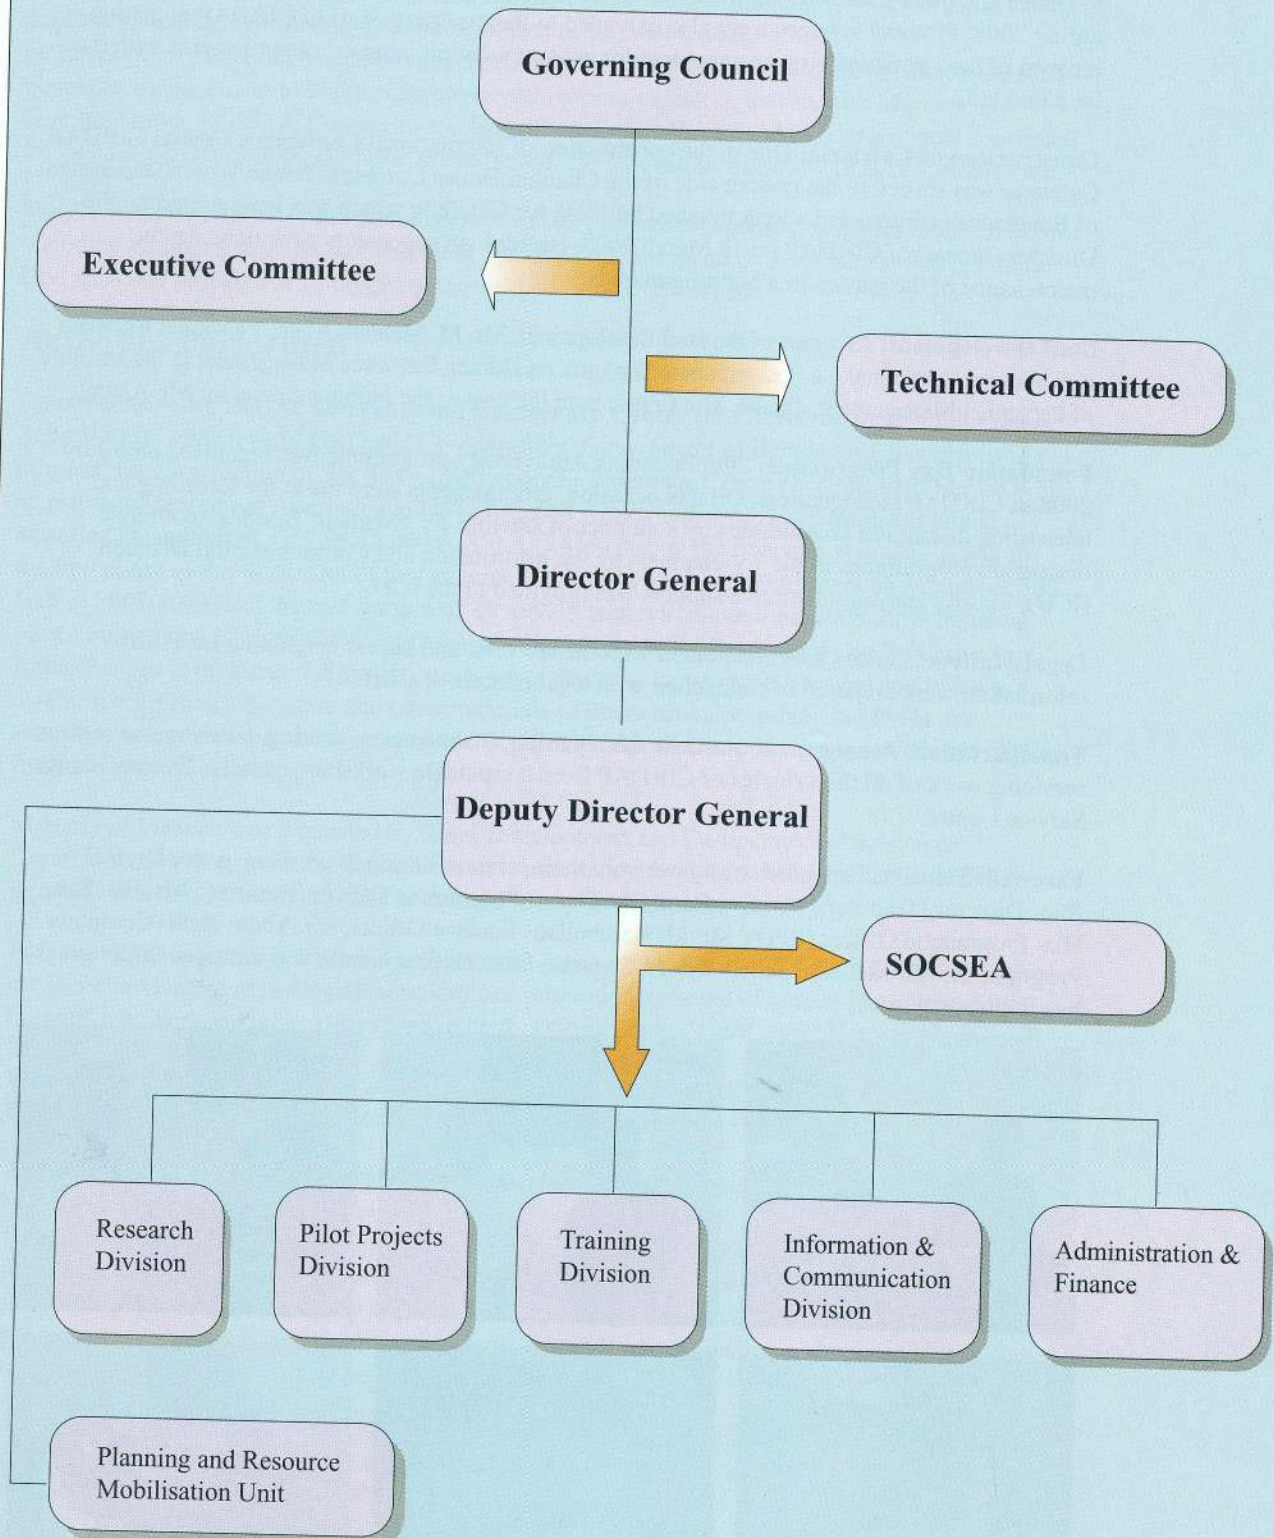 Governing Council
Executive Committee
Technical Committee
Director General
Deputy Director General
SOCSEA
Research
Division
Pilot Projects
Division
Training
Division
Information &
Communication
Division
Administration &
Finance
Planning and Resource
Mobilisation Unit